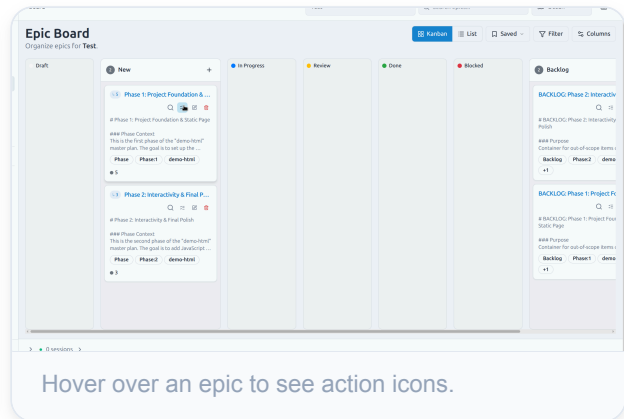 Epic Board
Organize epics for Test.
Kanban
List
Saved
Filter
Columns
Draft
New
+
In Progress
Review
Done
Blocked
Backlog
5
Phase 1: Project Foundation & ...
# Phase 1: Project Foundation & Static Page
### Phase Context
This is the first phase of the "demo-html"
master plan. The goal is to set up the ...
Phase
Phase:1
demo-html
5
3
Phase 2: Interactivity & Final P...
# Phase 2: Interactivity & Final Polish
### Phase Context
This is the second phase of the "demo-html"
master plan. The goal is to add JavaScript ...
Phase
Phase:2
demo-html
3
BACKLOG: Phase 2: Interactiv
# BACKLOG: Phase 2: Interactivity
Polish
### Purpose
Container for out-of-scope items
Backlog
Phase:2
demo
+1
BACKLOG: Phase 1: Project Fo
# BACKLOG: Phase 1: Project Foun
Static Page
### Purpose
Container for out-of-scope items
Backlog
Phase:1
demo
+1
0 sessions
Hover over an epic to see action icons.